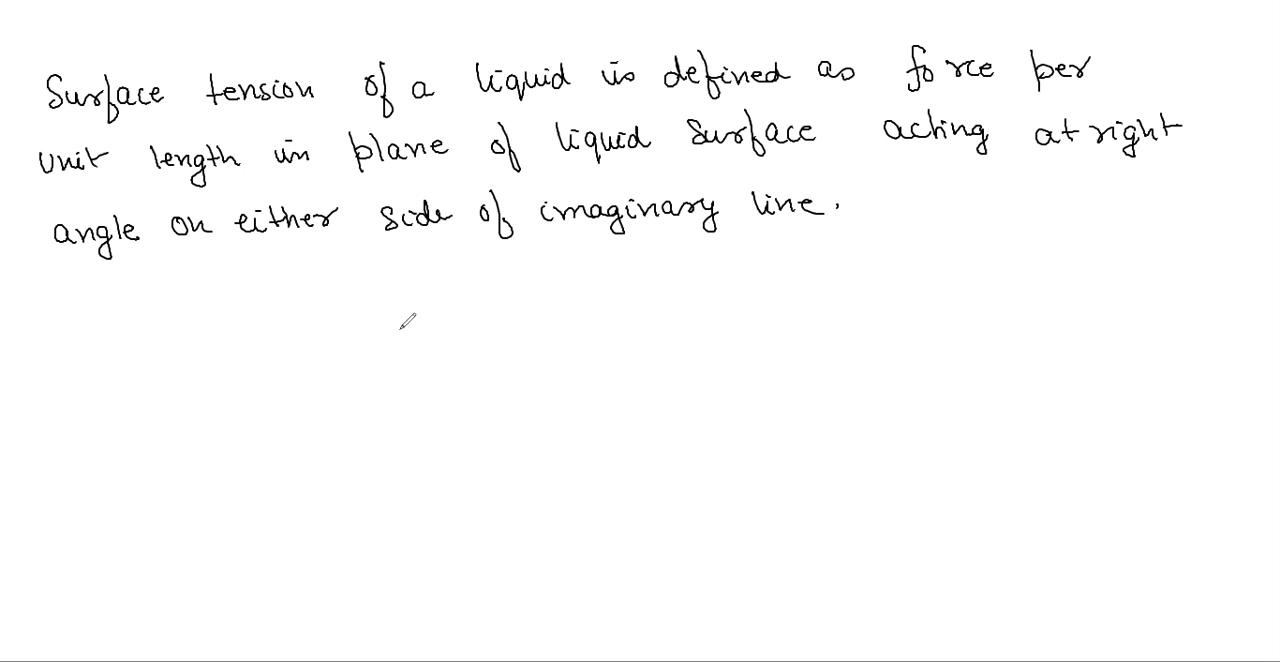 Surface tension of a liquid is defined as force per
unit length in plane of liquid surface acting at right
angle on either side of imaginary line.